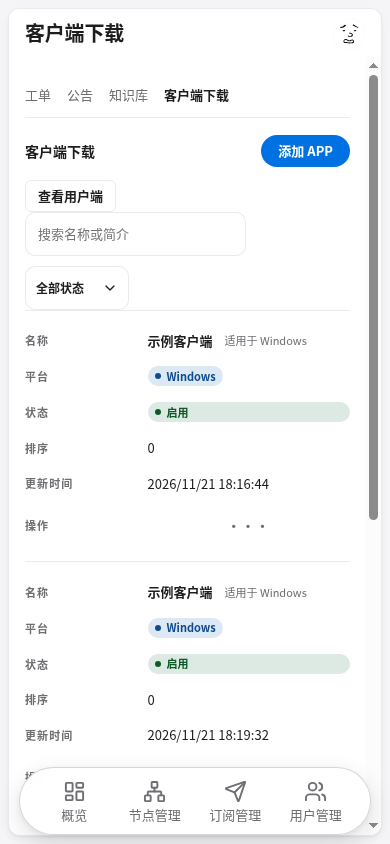 客户端下载
工单 公告 知识库 客户端下载
客户端下载 添加 APP
查看用户端
搜索名称或简介
全部状态
名称 示例客户端 适用于 Windows
平台 Windows
状态 启用
排序 0
更新时间 2026/11/21 18:16:44
操作 • • •
名称 示例客户端 适用于 Windows
平台 Windows
状态 启用
排序 0
更新时间 2026/11/21 18:19:32
概览 节点管理 订阅管理 用户管理